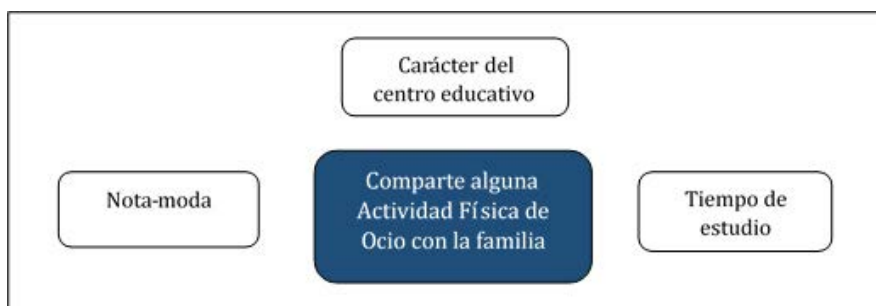 Carácter del
centro educativo
Nota-moda
Comparte alguna
Actividad Física de
Ocio con la familia
Tiempo de
estudio